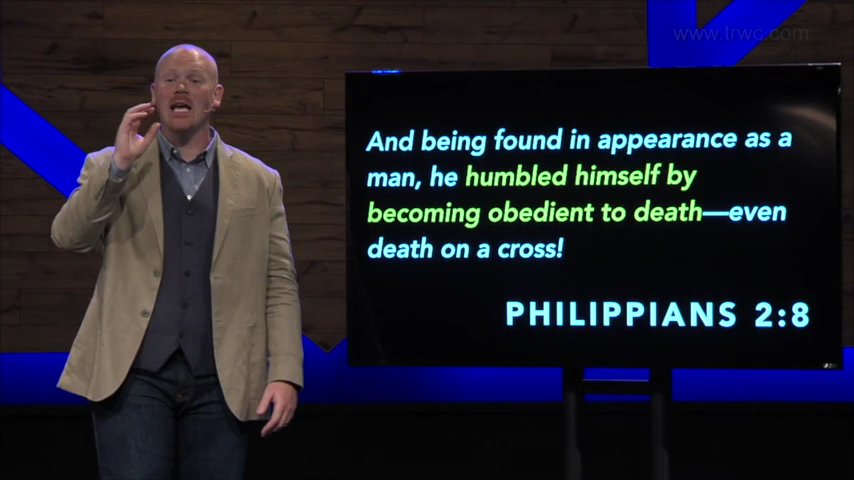 www.trwc.com
And being found in appearance as a
man, he humbled himself by
becoming obedient to death—even
death on a cross!
PHILIPPIANS 2:8